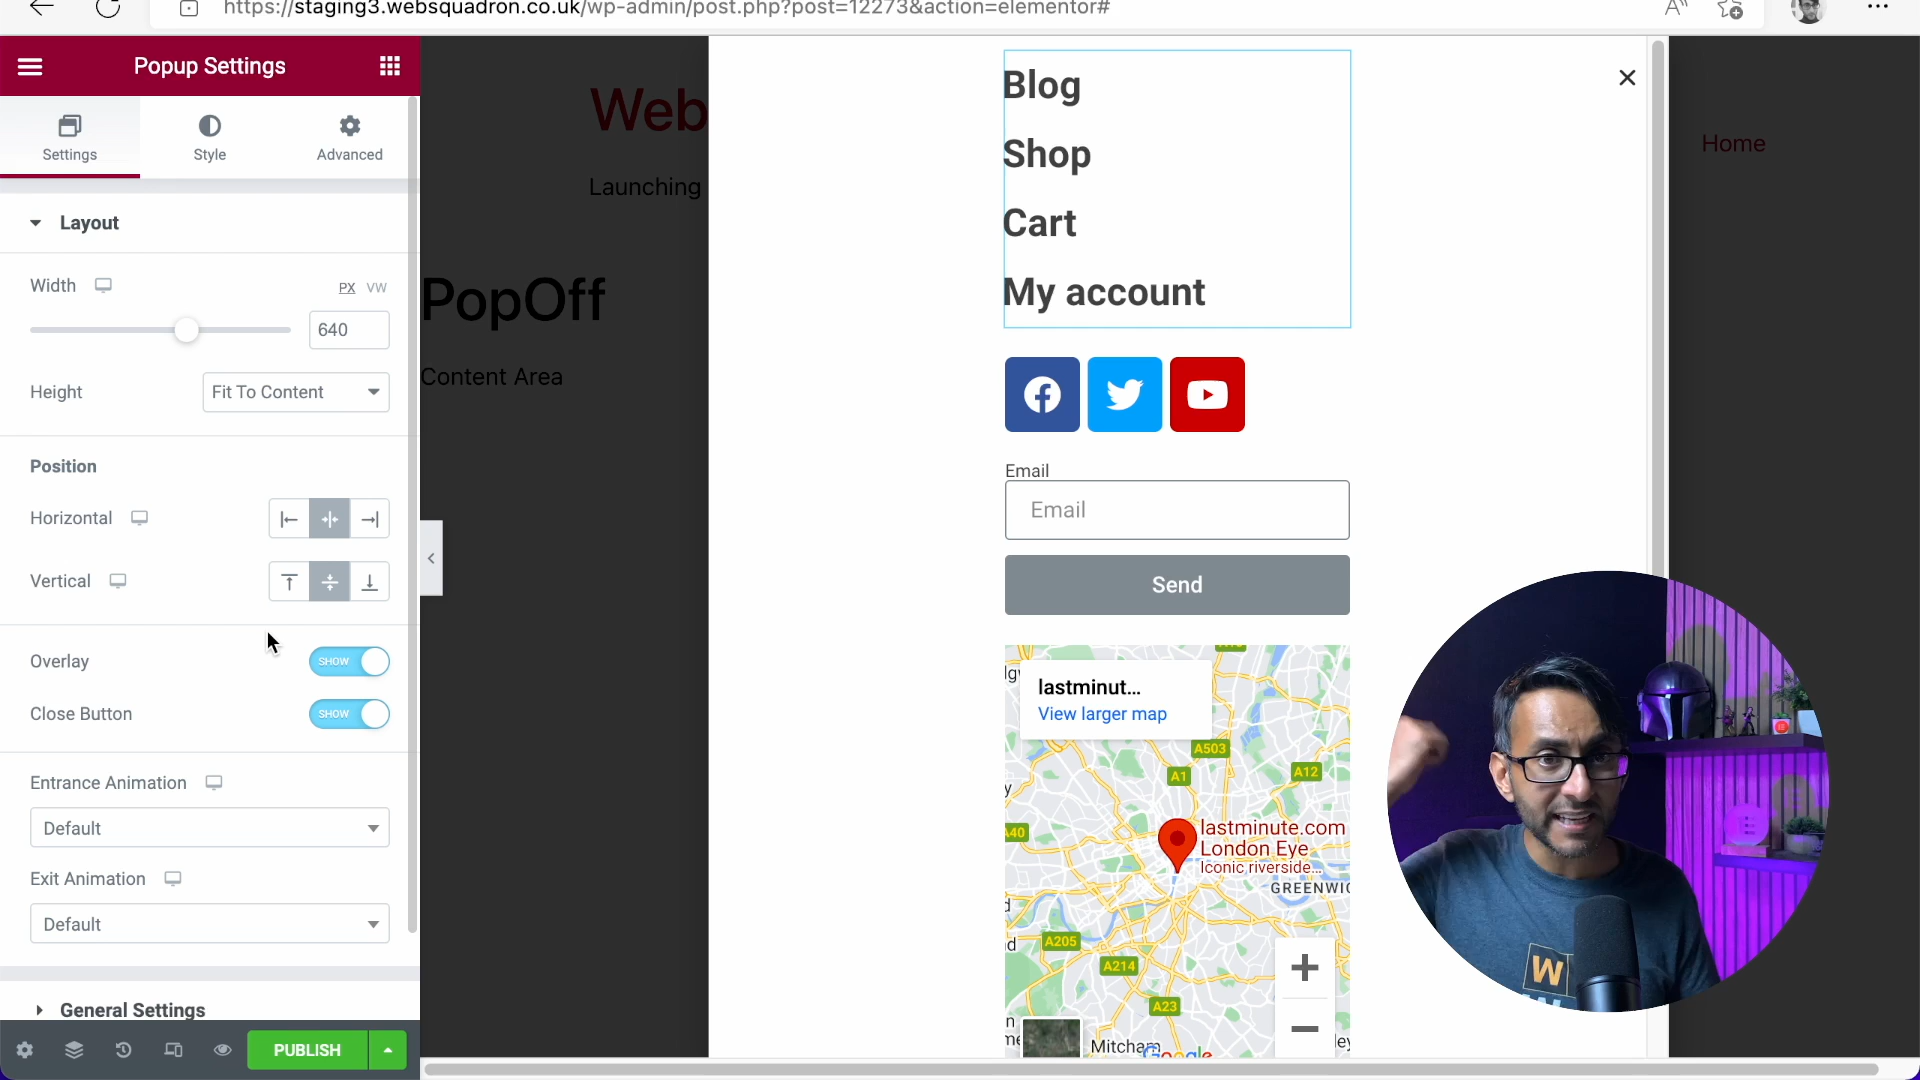 https://staging3.websquadron.co.uk/wp-admin/post.php?post=12273&action=elementor#
Popup Settings
Settings
Style
Advanced
Layout
Width
PX VW
640
Height
Fit To Content
Position
Horizontal
Vertical
Overlay
SHOW
Close Button
SHOW
Entrance Animation
Default
Exit Animation
Default
General Settings
PUBLISH
Web
Launching
PopOff
Content Area
Home
Blog
Shop
Cart
My account
Email
Email
Send
lastminut...
View larger map
A503
A1
A12
A40
lastminute.com
London Eye
Iconic riverside...
GREENWIC
A205
A214
A23
Mitcham
Google
W